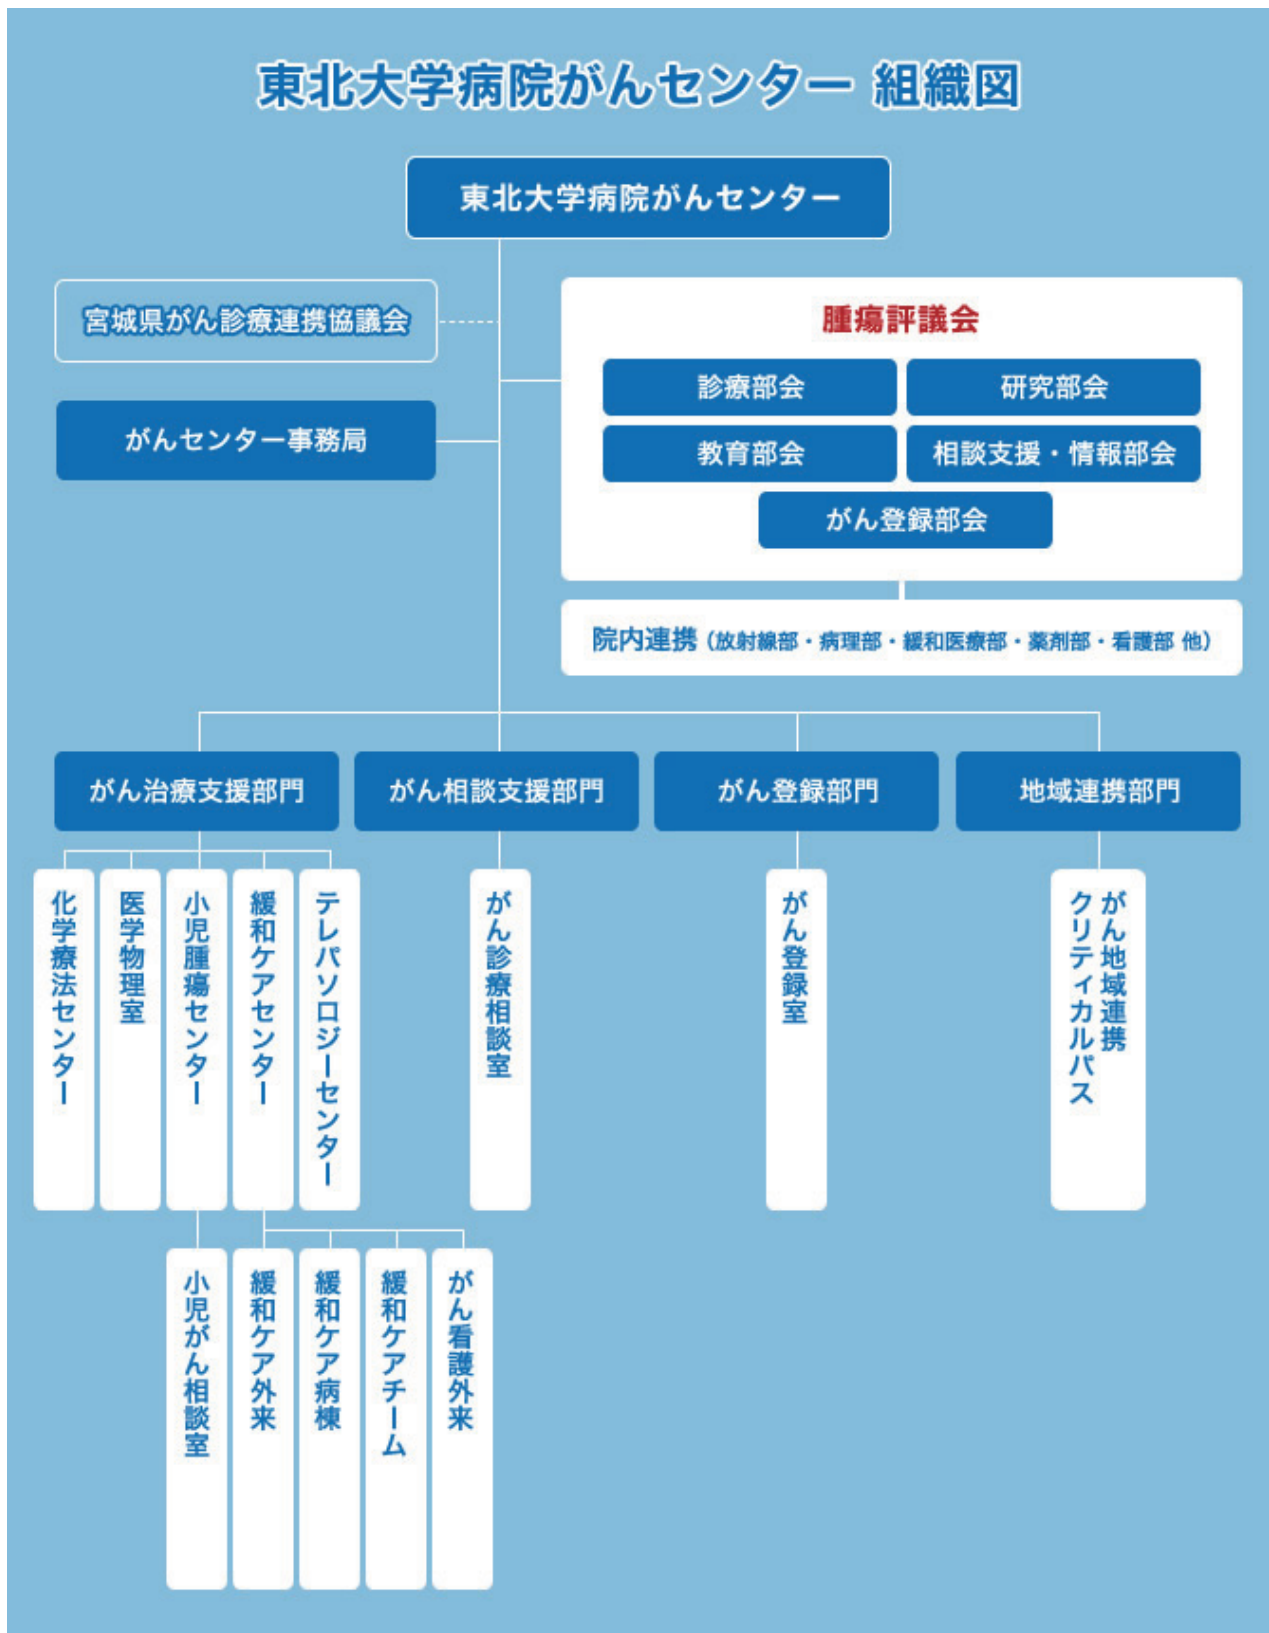 東北大学病院がんセンター 組織図
東北大学病院がんセンター
宮城県がん診療連携協議会
がんセンター事務局
腫瘍評議会
診療部会
研究部会
教育部会
相談支援・情報部会
がん登録部会
院内連携（放射線部・病理部・緩和医療部・薬剤部・看護部 他）
がん治療支援部門
がん相談支援部門
がん登録部門
地域連携部門
化学療法センター
医学物理室
小児腫瘍センター
緩和ケアセンター
テレパソロジーセンター
がん診療相談室
がん登録室
がん地域連携
クリティカルパス
小児がん相談室
緩和ケア外来
緩和ケア病棟
緩和ケアチーム
がん看護外来